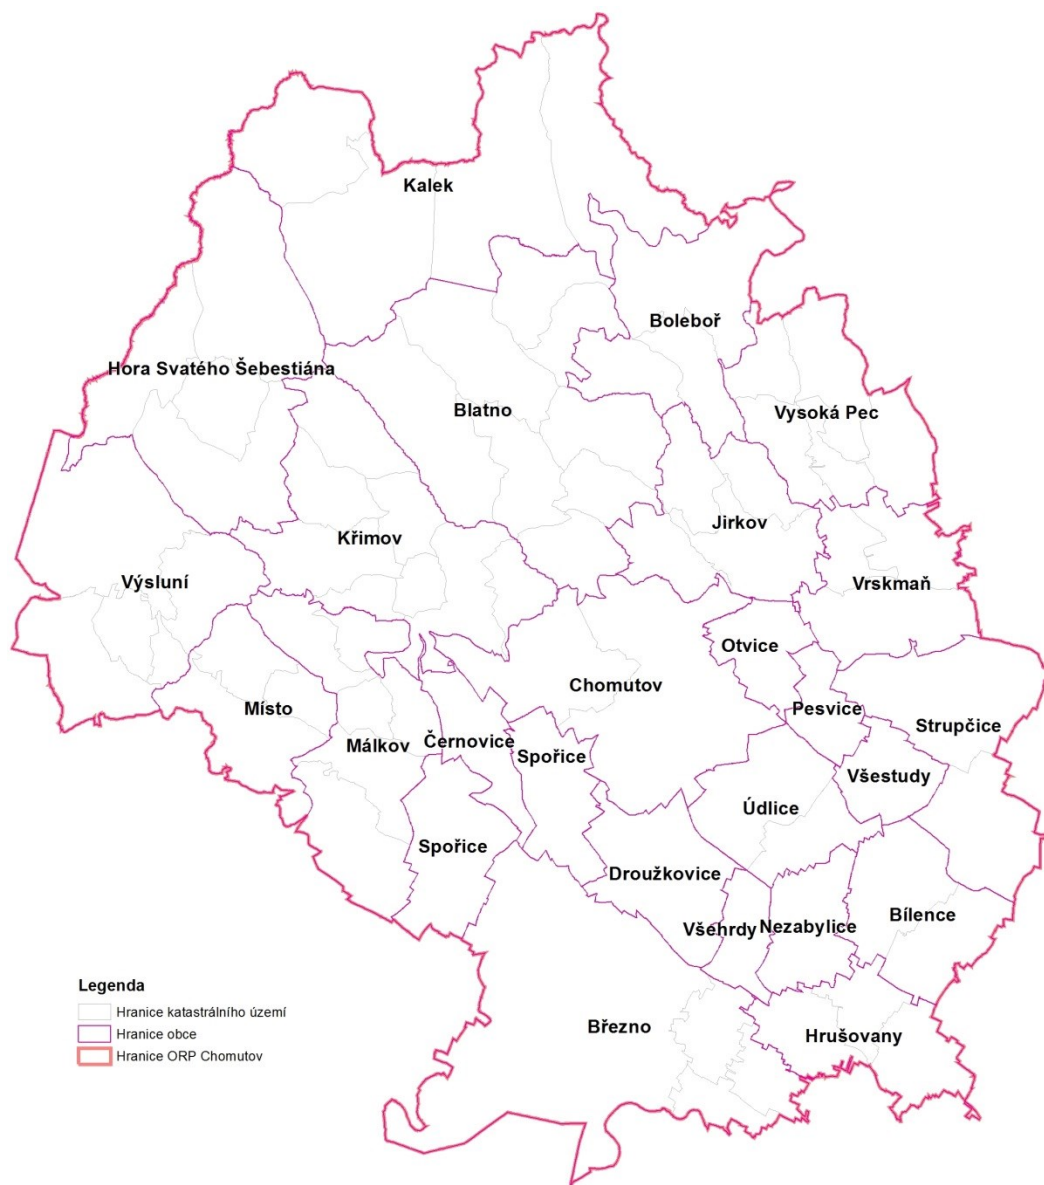 Kalek
Boleboř
Hora Svatého Šebestiána
Blatno
Vysoká Pec
Jirkov
Křimov
Výsluní
Vrskmaň
Otvice
Chomutov
Místo
Pesvice
Strupčice
Málkov
Černovice
Spořice
Všestudy
Údlice
Spořice
Droužkovice
Bílence
Všehrdy
Nezabylice
Březno
Hrušovany
Legenda
Hranice katastrálního území
Hranice obce
Hranice ORP Chomutov